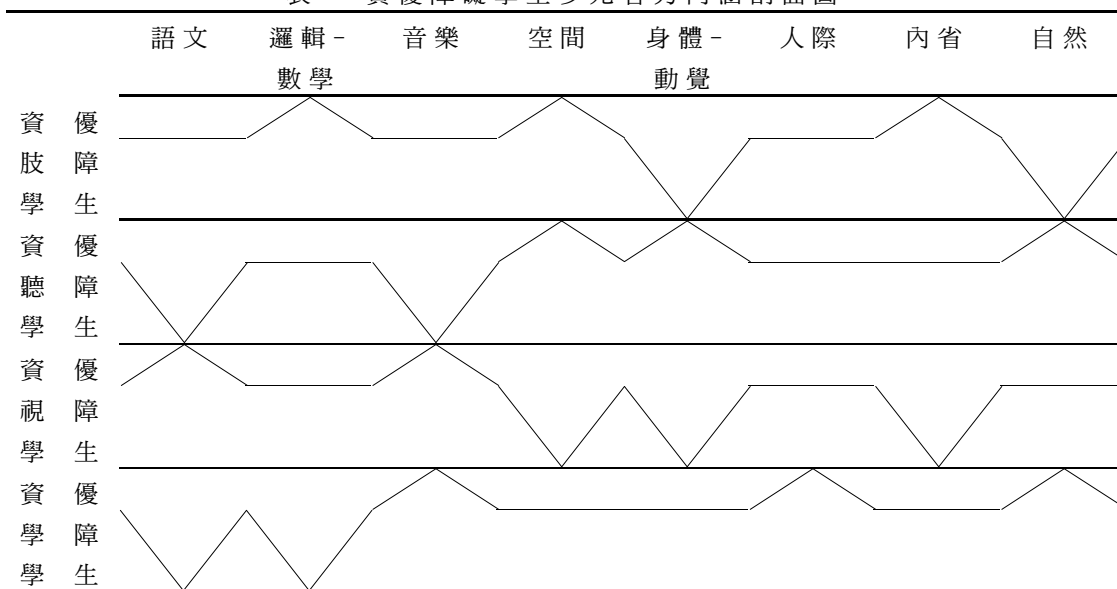 語文 邏輯- 音樂 空間 身體- 人際 內省 自然
數學 動覺
資優
肢障
學生
資優
聽障
學生
資優
視障
學生
資優
學障
學生